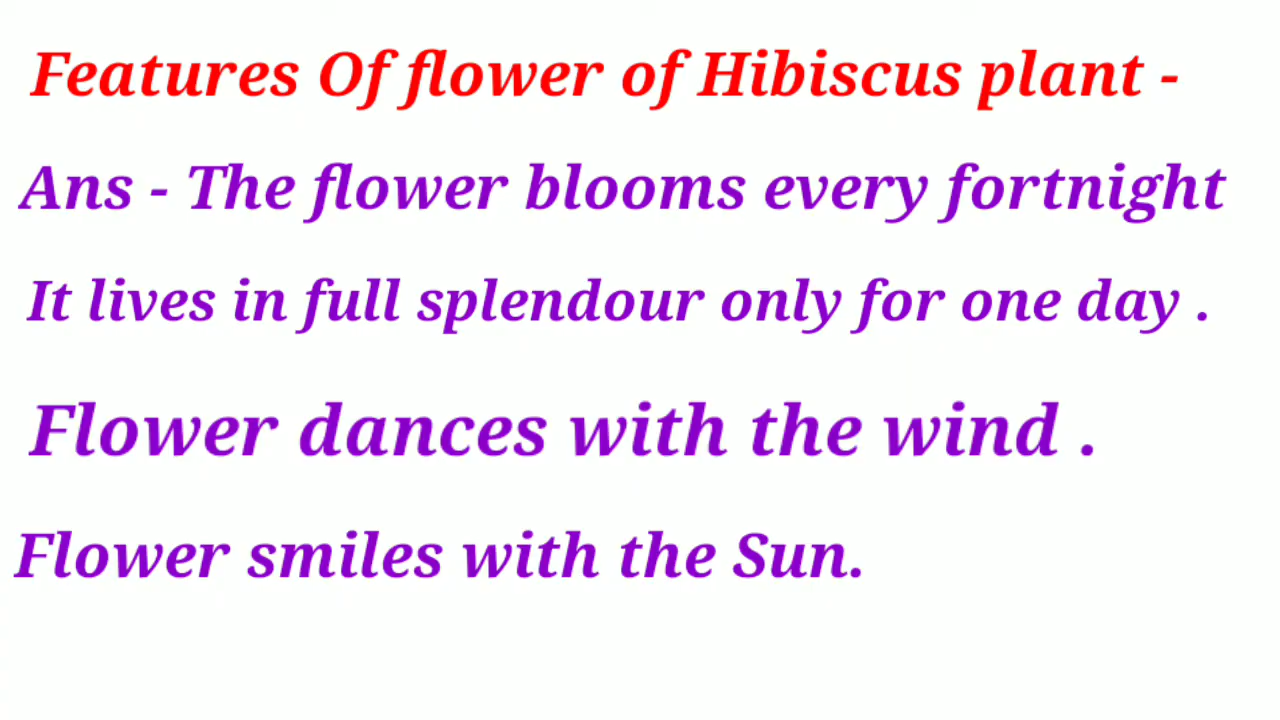 Features Of flower of Hibiscus plant -
Ans - The flower blooms every fortnight
It lives in full splendour only for one day .
Flower dances with the wind .
Flower smiles with the Sun.